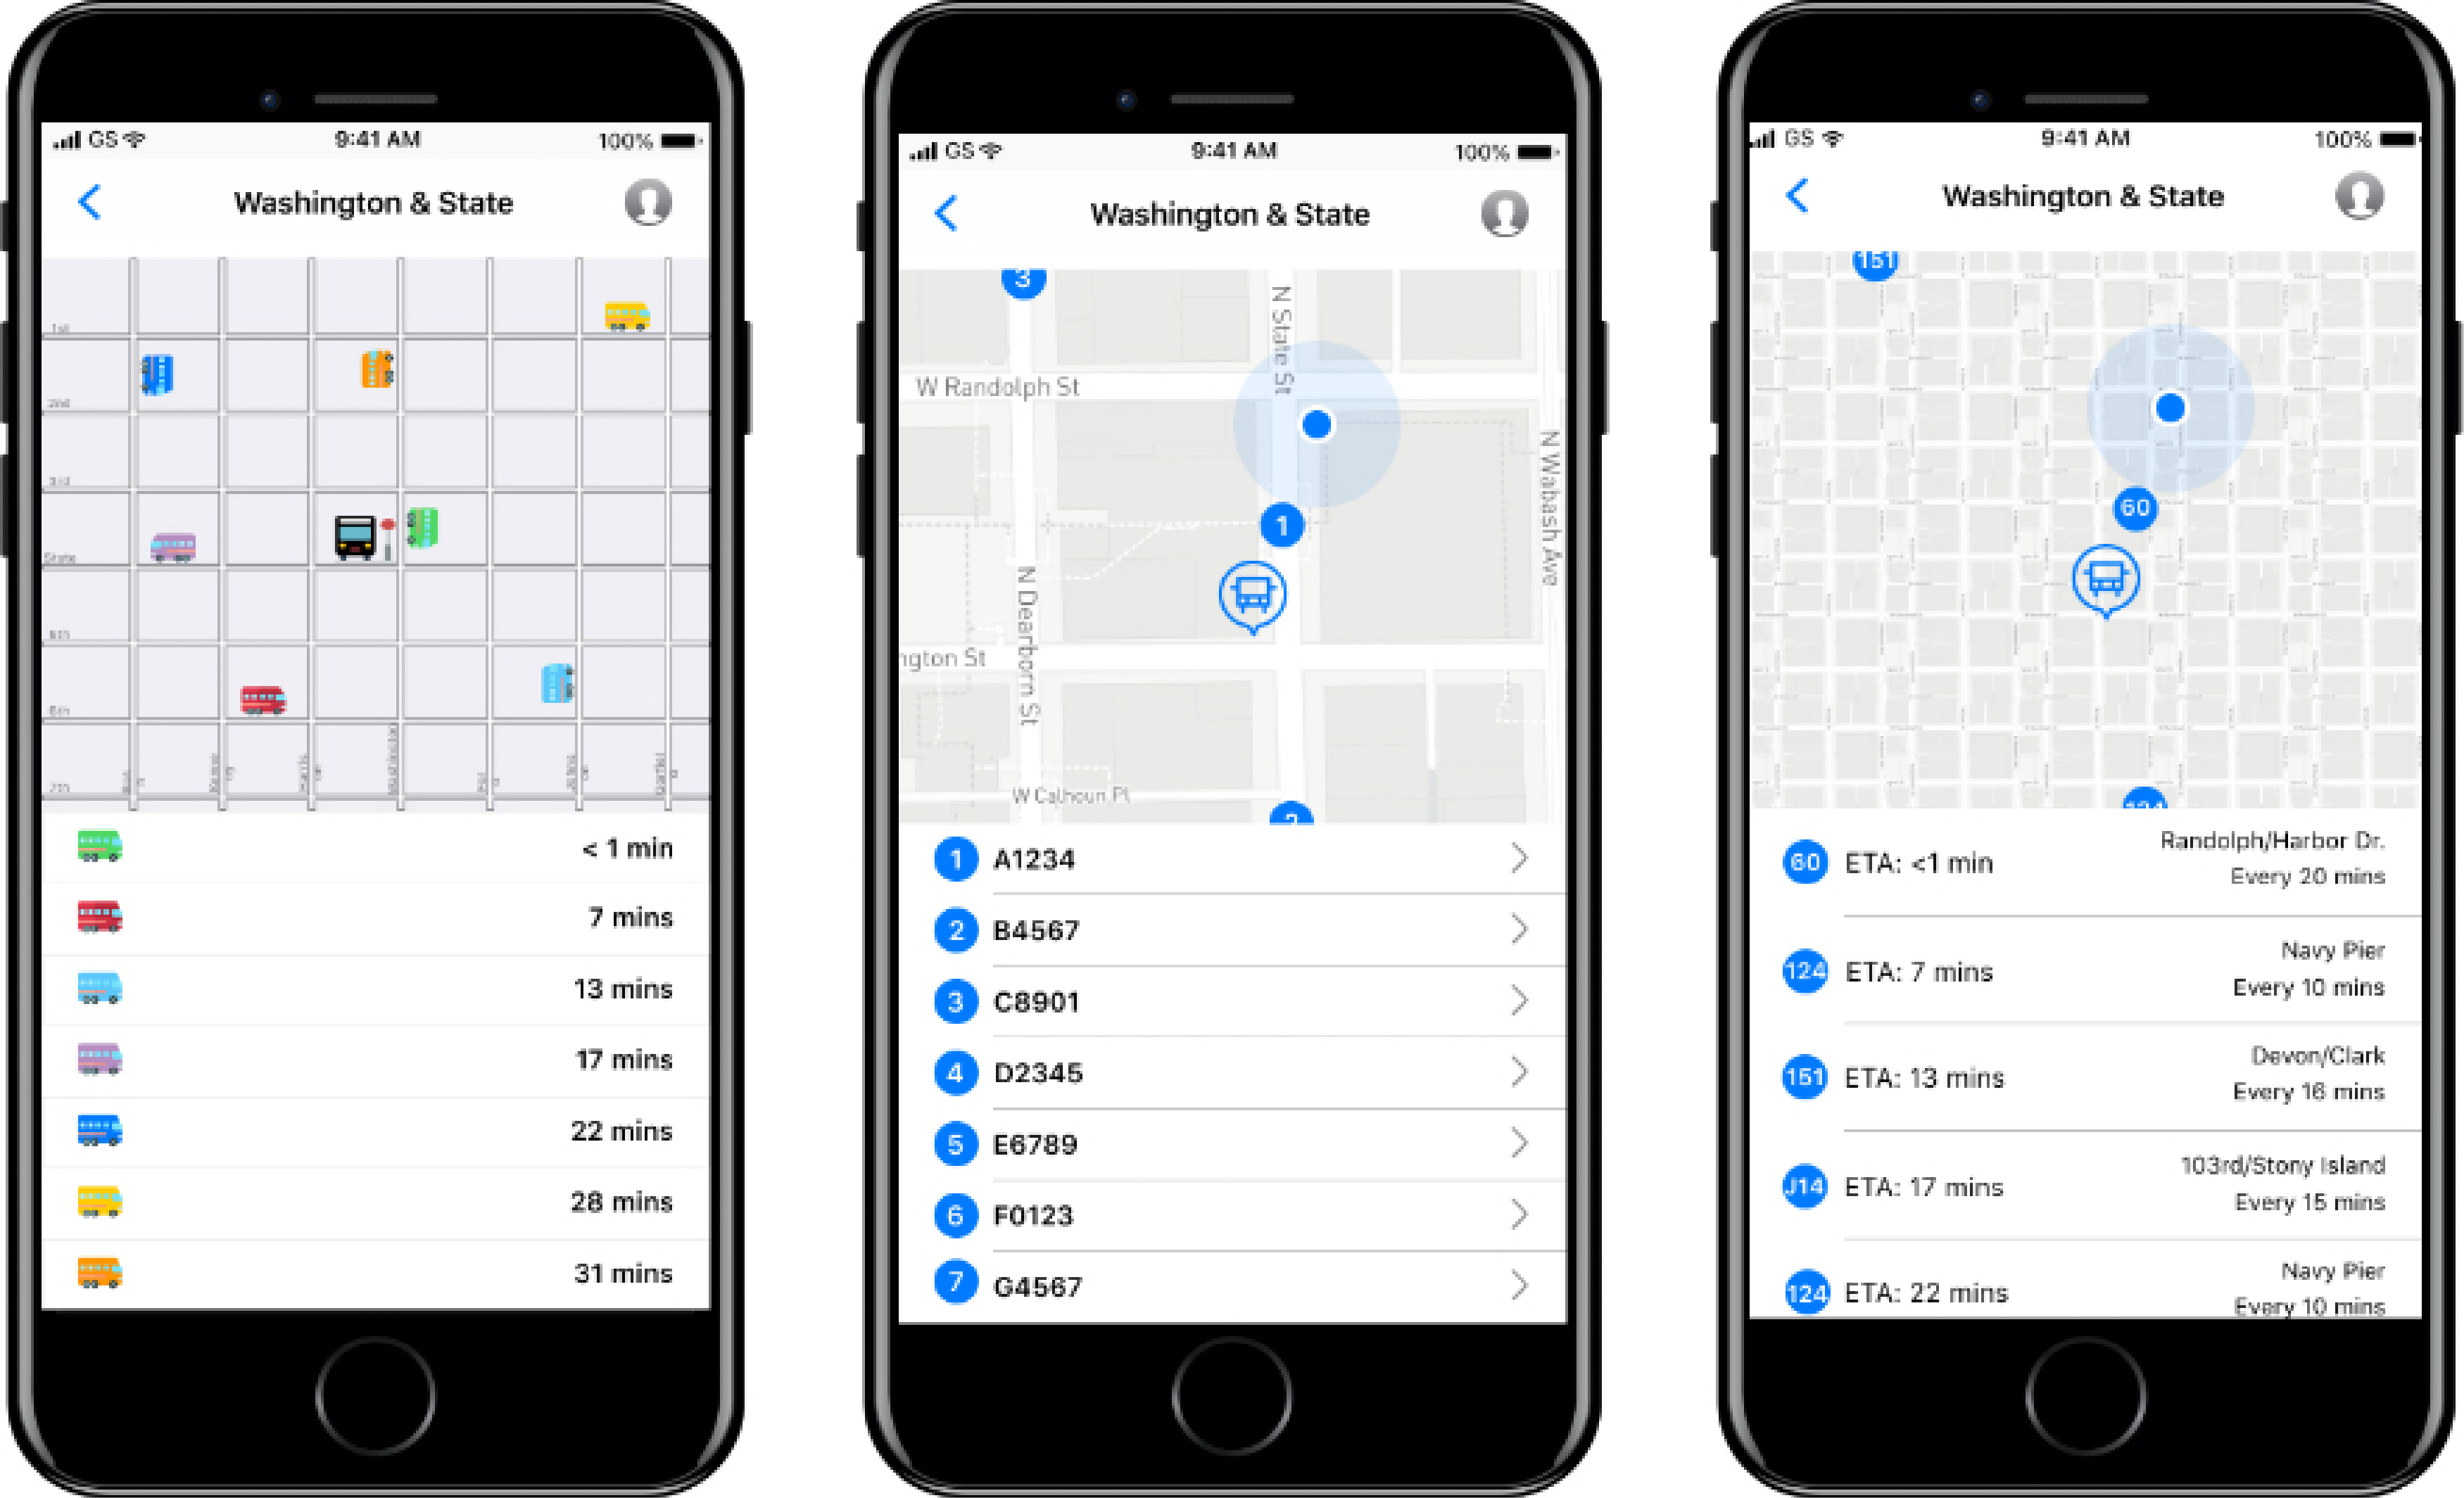 GS 9:41 AM 100%
Washington & State
1st
2nd
3rd
State
6th
7th
< 1 min
7 mins
13 mins
17 mins
22 mins
28 mins
31 mins
GS 9:41 AM 100%
Washington & State
3
N State St
W Randolph St
N Wabash Ave
1
N Dearborn St
ngton St
W Calhoun Pl
2
1 A1234
2 B4567
3 C8901
4 D2345
5 E6789
6 F0123
7 G4567
GS 9:41 AM 100%
Washington & State
151
60
124
60 ETA: <1 min Randolph/Harbor Dr.
Every 20 mins
124 ETA: 7 mins Navy Pier
Every 10 mins
151 ETA: 13 mins Devon/Clark
Every 16 mins
J14 ETA: 17 mins 103rd/Stony Island
Every 15 mins
124 ETA: 22 mins Navy Pier
Every 10 mins